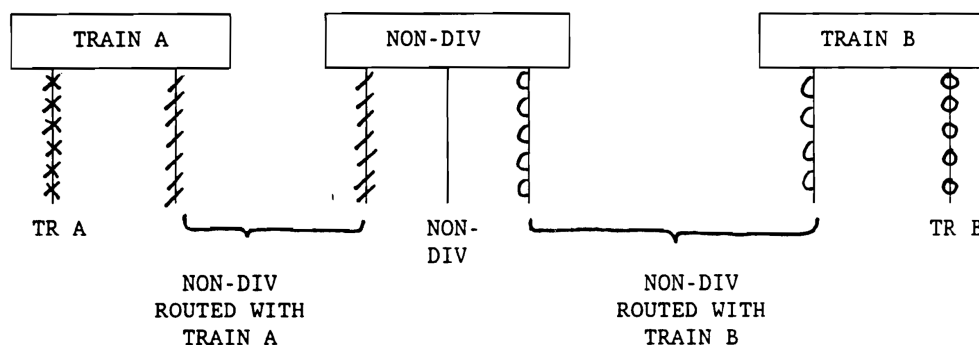 TRAIN A
NON-DIV
TRAIN B
TR A
NON-
DIV
TR B
NON-DIV
ROUTED WITH
TRAIN A
NON-DIV
ROUTED WITH
TRAIN B